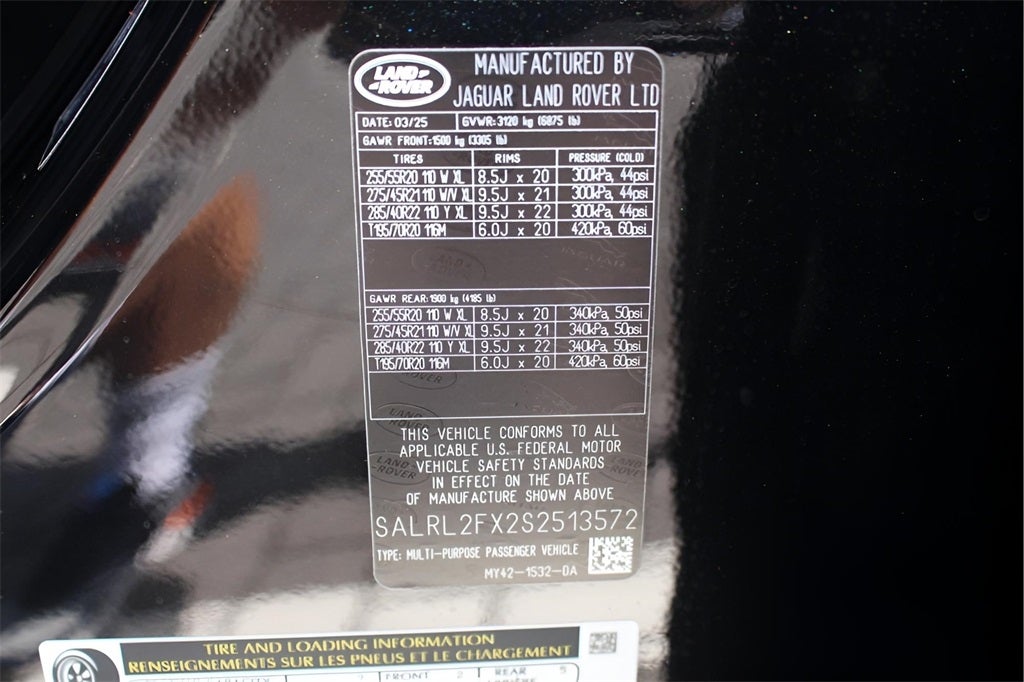 LAND ROVER
MANUFACTURED BY
JAGUAR LAND ROVER LTD
DATE: 03/25 GVWR: 3120 kg (6875 lb)
GAWR FRONT: 1500 kg (3305 lb)
TIRES RIMS PRESSURE (COLD)
255/55R20 110 W XL 8.5J x 20 300kPa, 44psi
275/45R21 110 W/V XL 9.5J x 21 300kPa, 44psi
285/40R22 110 Y XL 9.5J x 22 300kPa, 44psi
T195/70R20 116M 6.0J x 20 420kPa, 60psi
GAWR REAR: 1900 kg (4185 lb)
255/55R20 110 W XL 8.5J x 20 340kPa, 50psi
275/45R21 110 W/V XL 9.5J x 21 340kPa, 50psi
285/40R22 110 Y XL 9.5J x 22 340kPa, 50psi
T195/70R20 116M 6.0J x 20 420kPa, 60psi
THIS VEHICLE CONFORMS TO ALL
APPLICABLE U.S. FEDERAL MOTOR
VEHICLE SAFETY STANDARDS
IN EFFECT ON THE DATE
OF MANUFACTURE SHOWN ABOVE
SALRL2FX2S2513572
TYPE: MULTI-PURPOSE PASSENGER VEHICLE
MY42-1532-DA
TIRE AND LOADING INFORMATION
RENSEIGNEMENTS SUR LES PNEUS ET LE CHARGEMENT
FRONT 2 REAR 5